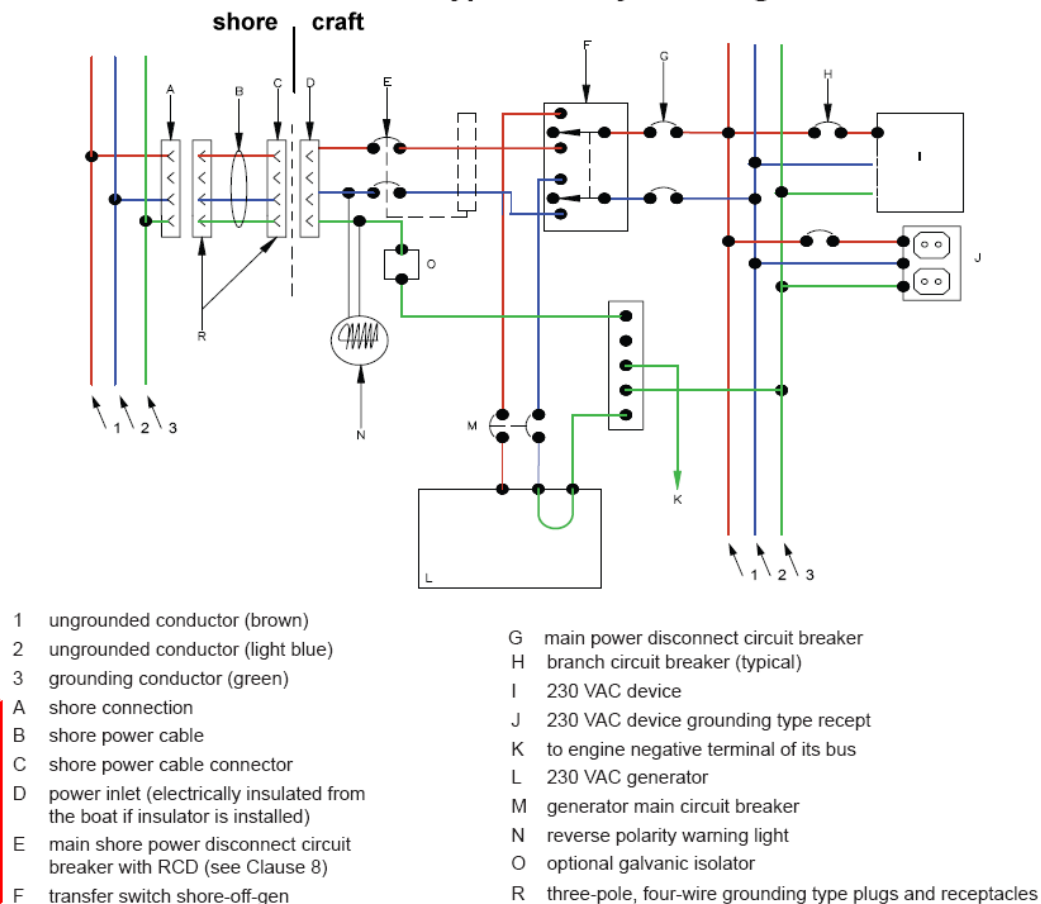 shore craft
A
B
C
D
E
F
G
H
I
J
R
O
N
M
K
L
1 2 3
1 2 3
1 ungrounded conductor (brown)
2 ungrounded conductor (light blue)
3 grounding conductor (green)
A shore connection
B shore power cable
C shore power cable connector
D power inlet (electrically insulated from
the boat if insulator is installed)
E main shore power disconnect circuit
breaker with RCD (see Clause 8)
F transfer switch shore-off-gen
G main power disconnect circuit breaker
H branch circuit breaker (typical)
I 230 VAC device
J 230 VAC device grounding type recept
K to engine negative terminal of its bus
L 230 VAC generator
M generator main circuit breaker
N reverse polarity warning light
O optional galvanic isolator
R three-pole, four-wire grounding type plugs and receptacles